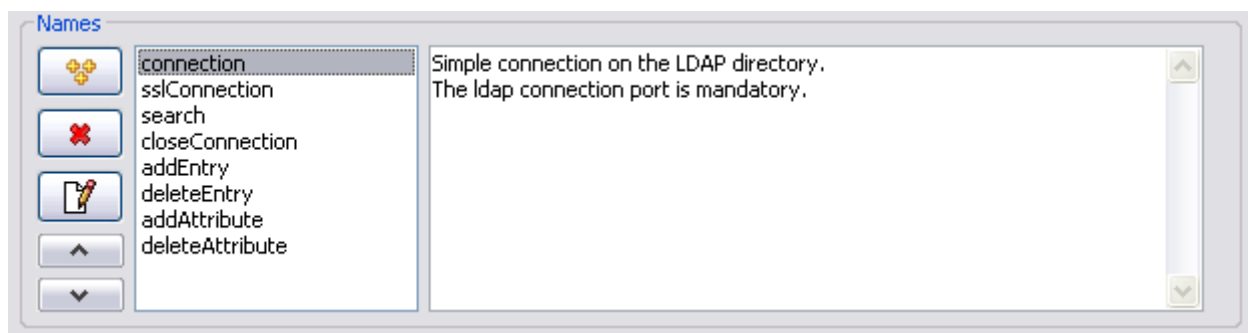 Names
connection
sslConnection
search
closeConnection
addEntry
deleteEntry
addAttribute
deleteAttribute
Simple connection on the LDAP directory.
The ldap connection port is mandatory.